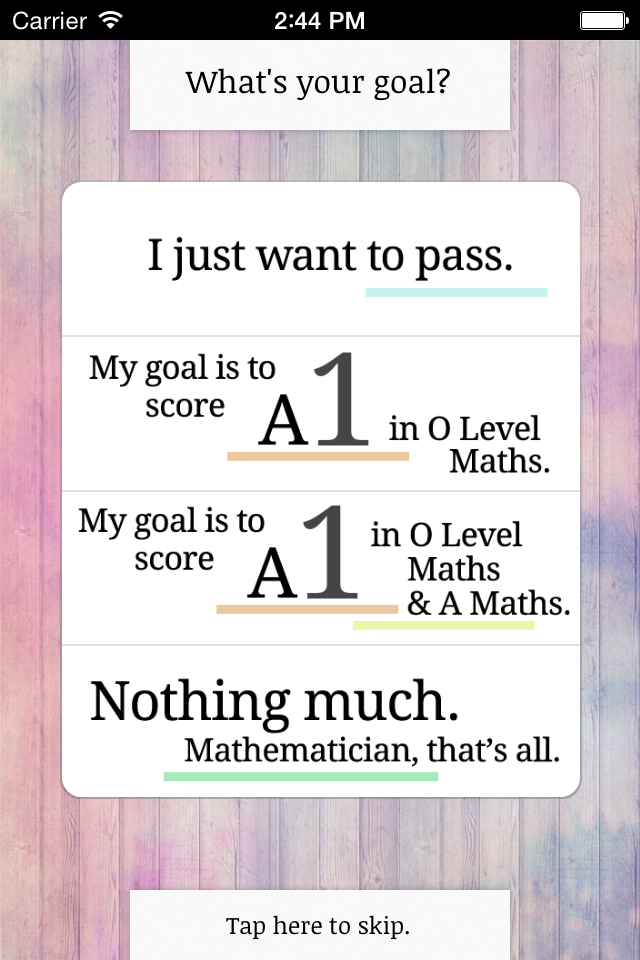 Carrier 2:44 PM
What's your goal?
I just want to pass.
My goal is to
score A1 in O Level
Maths.
My goal is to
score A1 in O Level
Maths
& A Maths.
Nothing much.
Mathematician, that’s all.
Tap here to skip.